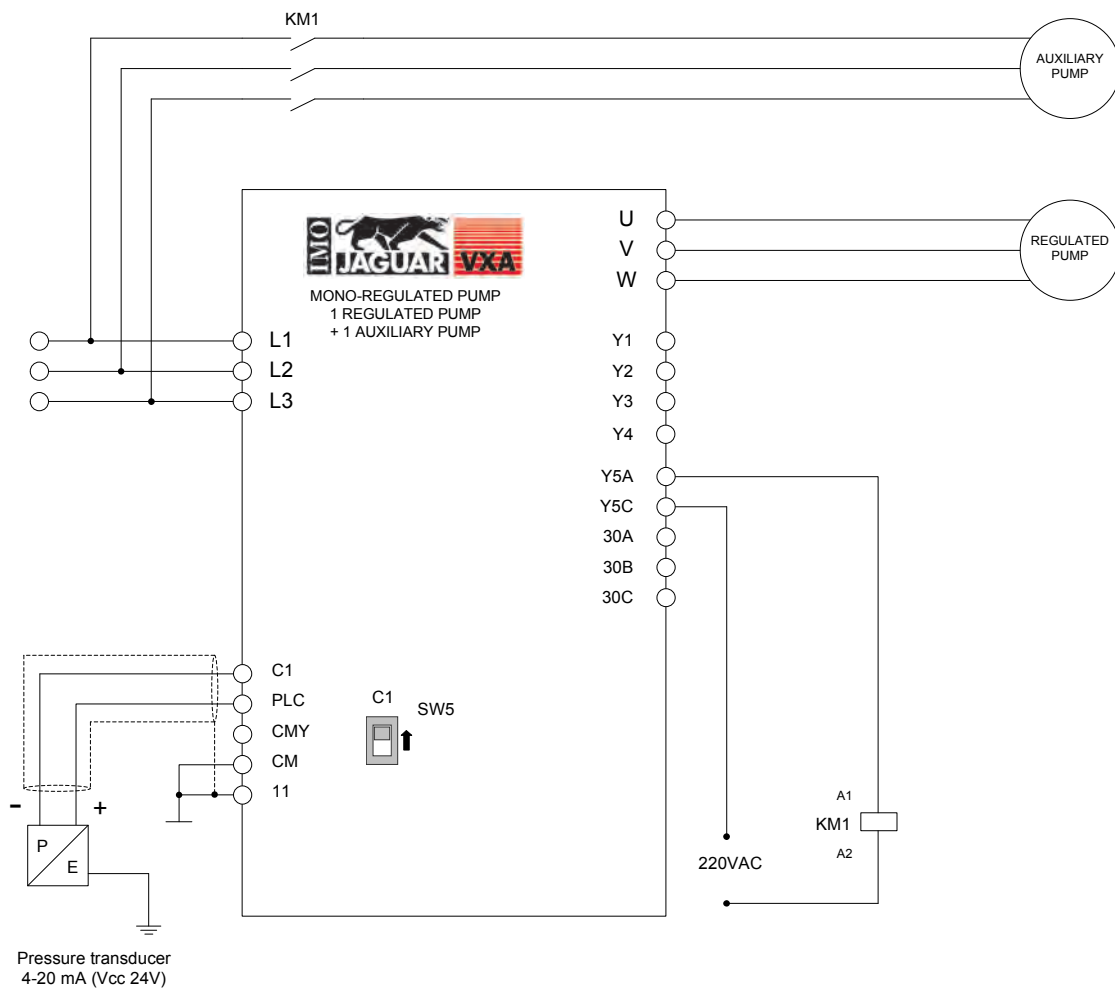 KM1
AUXILIARY
PUMP
IMO
JAGUAR
VXA
MONO-REGULATED PUMP
1 REGULATED PUMP
+ 1 AUXILIARY PUMP
U
V
W
REGULATED
PUMP
L1
L2
L3
Y1
Y2
Y3
Y4
Y5A
Y5C
30A
30B
30C
C1
PLC
CMY
CM
11
C1
SW5
-
+
P
E
A1
KM1
A2
220VAC
Pressure transducer
4-20 mA (Vcc 24V)